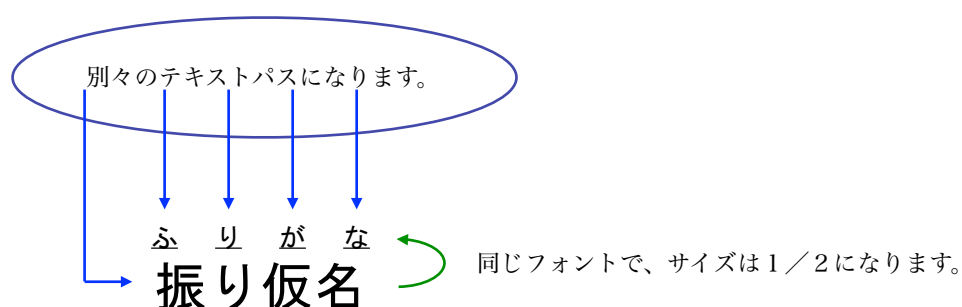 別々のテキストパスになります。
ふりがな
振り仮名
同じフォントで、サイズは１／２になります。